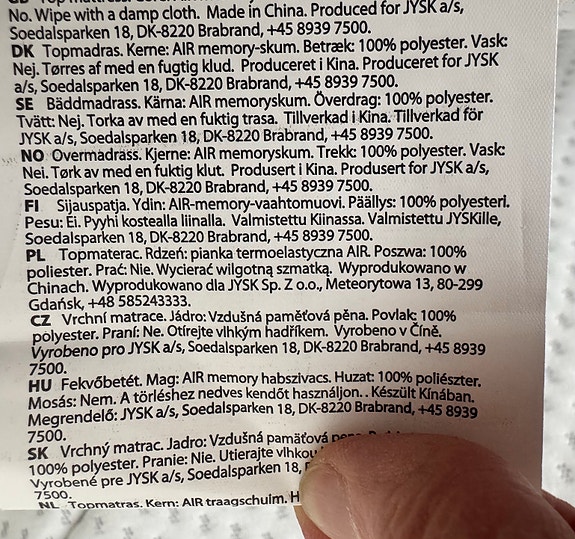 No. Wipe with a damp cloth. Made in China. Produced for JYSK a/s,
Soedalsparken 18, DK-8220 Brabrand, +45 8939 7500.
DK Topmadras. Kerne: AIR memory-skum. Betræk: 100% polyester. Vask:
Nej. Tørres af med en fugtig klud. Produceret i Kina. Produceret for JYSK
a/s, Soedalsparken 18, DK-8220 Brabrand, +45 8939 7500.
SE Bäddmadrass. Kärna: AIR memoryskum. Överdrag: 100% polyester.
Tvätt: Nej. Torka av med en fuktig trasa. Tillverkad i Kina. Tillverkad för
JYSK a/s, Soedalsparken 18, DK-8220 Brabrand, +45 8939 7500.
NO Overmadrass. Kjerne: AIR memoryskum. Trekk: 100% polyester. Vask:
Nei. Tørk av med en fuktig klut. Produsert i Kina. Produsert for JYSK a/s,
Soedalsparken 18, DK-8220 Brabrand, +45 8939 7500.
FI Sijauspatja. Ydin: AIR-memory-vaahtomuovi. Päällys: 100% polyesteri.
Pesu: Ei. Pyyhi kostealla liinalla. Valmistettu Kiinassa. Valmistettu JYSKille,
Soedalsparken 18, DK-8220 Brabrand, +45 8939 7500.
PL Topmaterac. Rdzeń: pianka termoelastyczna AIR. Poszwa: 100%
poliester. Prać: Nie. Wycierać wilgotną szmatką. Wyprodukowano w
Chinach. Wyprodukowano dla JYSK Sp. Z o.o., Meteorytowa 13, 80-299
Gdańsk, +48 585243333.
CZ Vrchní matrace. Jádro: Vzdušná paměťová pěna. Povlak: 100%
polyester. Praní: Ne. Otírejte vlhkým hadříkem. Vyrobeno v Číně.
Vyrobeno pro JYSK a/s, Soedalsparken 18, DK-8220 Brabrand, +45 8939
7500.
HU Fekvőbetét. Mag: AIR memory habszivacs. Huzat: 100% poliészter.
Mosás: Nem. A törléshez nedves kendőt használjon. . Készült Kínában.
Megrendelő: JYSK a/s, Soedalsparken 18, DK-8220 Brabrand, +45 8939
7500.
SK Vrchný matrac. Jadro: Vzdušná pamäťová
100% polyester. Pranie: Nie. Utierajte
Vyrobené pre JYSK a/s, Soedalsparken 18,
7500.
NL Topmatras. Kern: AIR traagschuim.